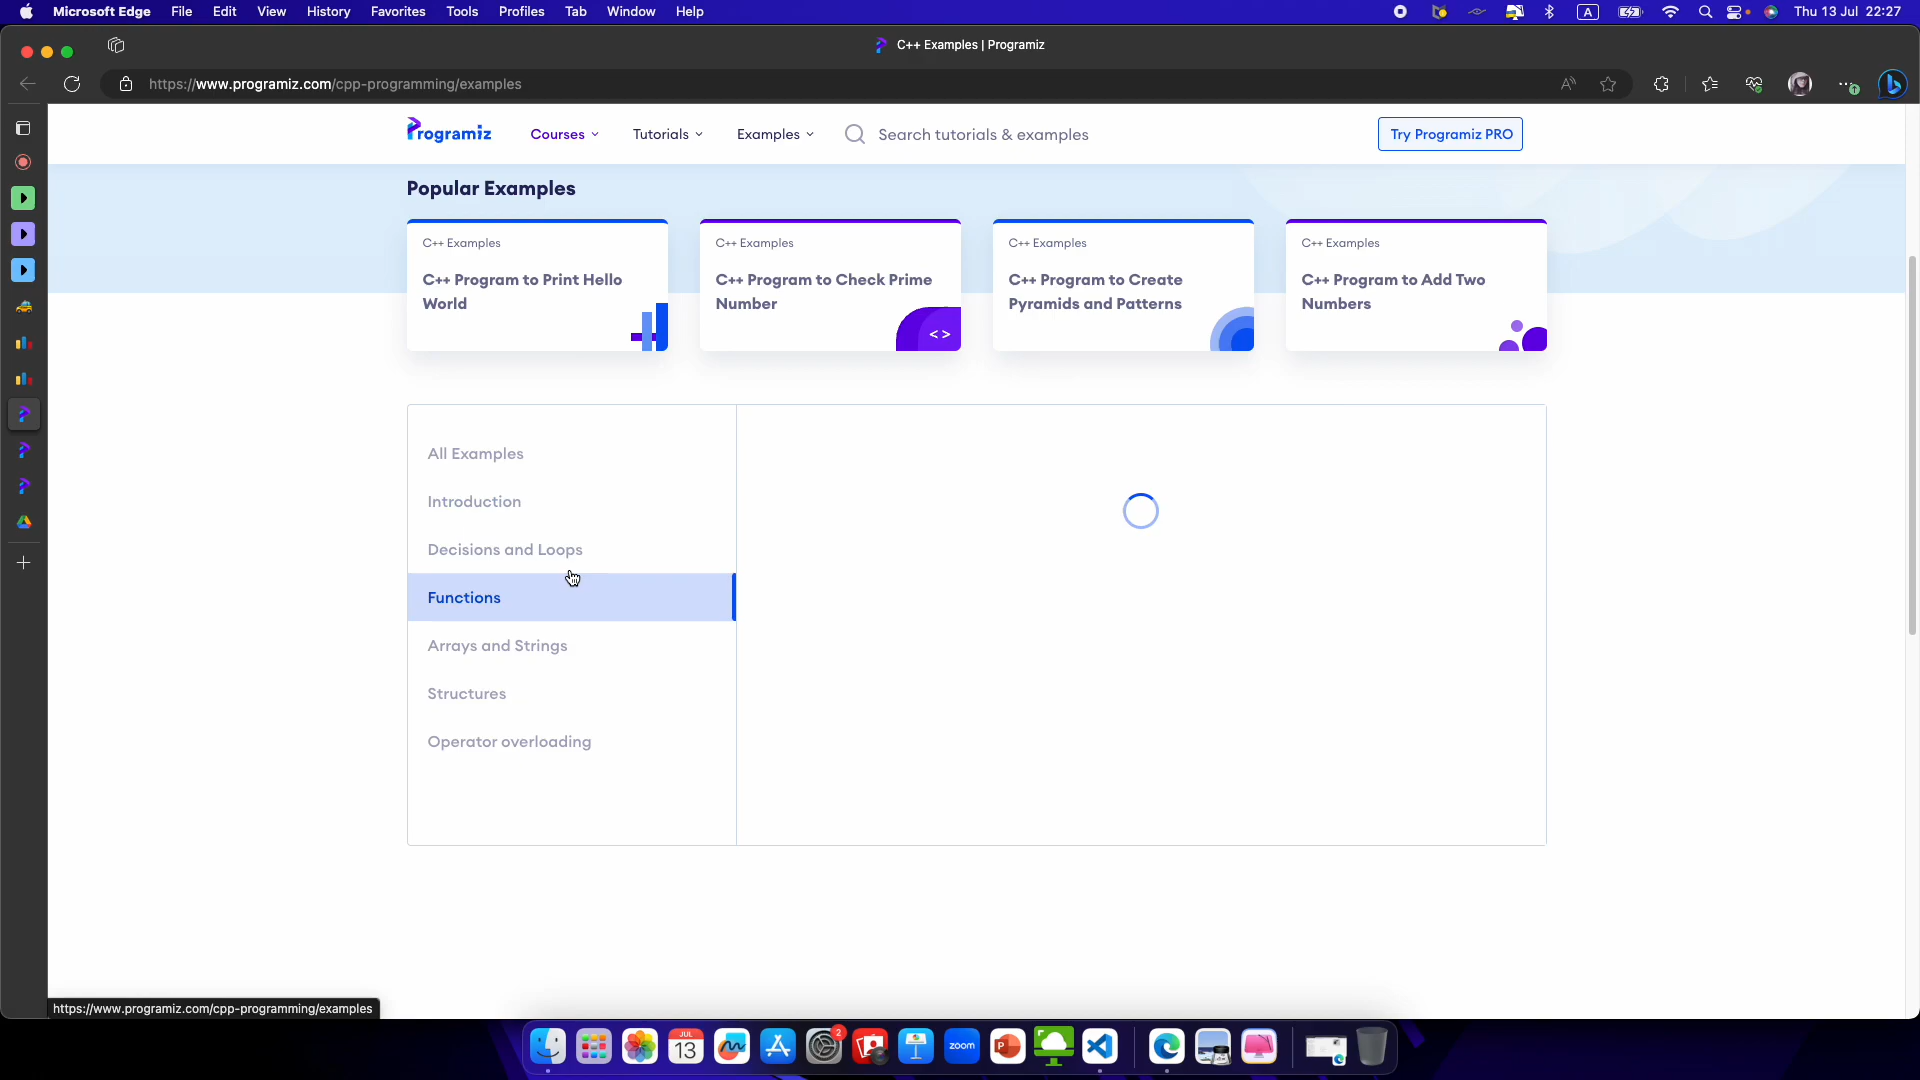 Microsoft Edge File Edit View History Favorites Tools Profiles Tab Window Help A Thu 13 Jul 22:27
C++ Examples | Programiz
https://www.programiz.com/cpp-programming/examples
Programiz Courses Tutorials Examples Search tutorials & examples Try Programiz PRO
Popular Examples
C++ Examples
C++ Program to Print Hello
World
C++ Examples
C++ Program to Check Prime
Number
< >
C++ Examples
C++ Program to Create
Pyramids and Patterns
C++ Examples
C++ Program to Add Two
Numbers
All Examples
Introduction
Decisions and Loops
Functions
Arrays and Strings
Structures
Operator overloading
https://www.programiz.com/cpp-programming/examples
JUL
13
2
zoom
P